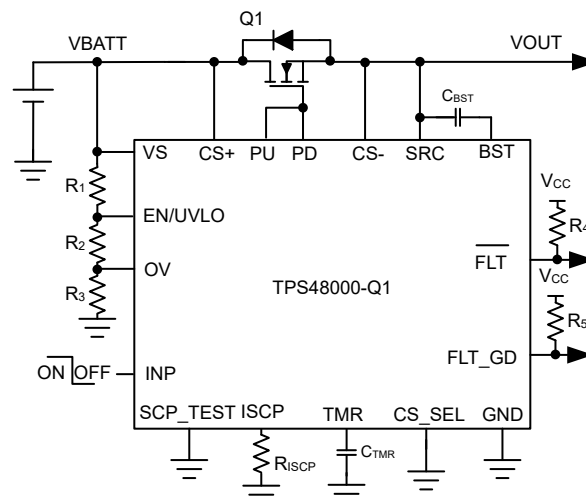 Q1
VBATT
VOUT
CBST
VS
CS+
PU
PD
CS-
SRC
BST
R1
EN/UVLO
R2
OV
R3
TPS48000-Q1
VCC
R4
FLT
VCC
R5
FLT_GD
ON
OFF
INP
SCP_TEST
ISCP
TMR
CS_SEL
GND
RISCP
CTMR